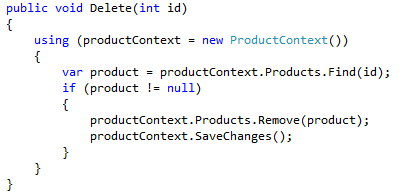 public void Delete(int id)
{
    using (productContext = new ProductContext())
    {
        var product = productContext.Products.Find(id);
        if (product != null)
        {
            productContext.Products.Remove(product);
            productContext.SaveChanges();
        }
    }
}